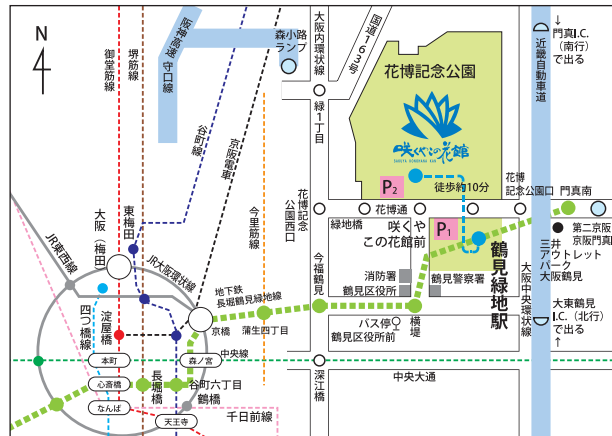 N
御堂筋線
堺筋線
阪神高速 守口線
森小路
ランプ
大阪内環状線
国道163号
近畿自動車道
↓
門真I.C.
(南行)
で出る
花博記念公園
咲くやこの花館
SAKUYA KONOHANA KAN
緑1丁目
谷町線
京阪電車
今里筋線
花博記念
公園西口
P2
徒歩約10分
花博
記念公園口
門真南
大阪(梅田)
東梅田
JR東西線
JR大阪環状線
緑地橋
花博通
咲くや
この花館前
P1
鶴見緑地駅
第二京阪
京阪門真
三井
アウトレット
パーク
大阪鶴見
地下鉄
長堀鶴見緑地線
今福鶴見
消防署
鶴見区役所
鶴見警察署
大阪中央環状線
大東鶴見
I.C.(北行)
で出る
↑
四つ橋線
淀屋橋
京橋
蒲生四丁目
バス停
鶴見区役所前
横堤
本町
森ノ宮
中央線
深江橋
中央大通
心斎橋
長堀橋
谷町六丁目
鶴橋
なんば
千日前線
天王寺